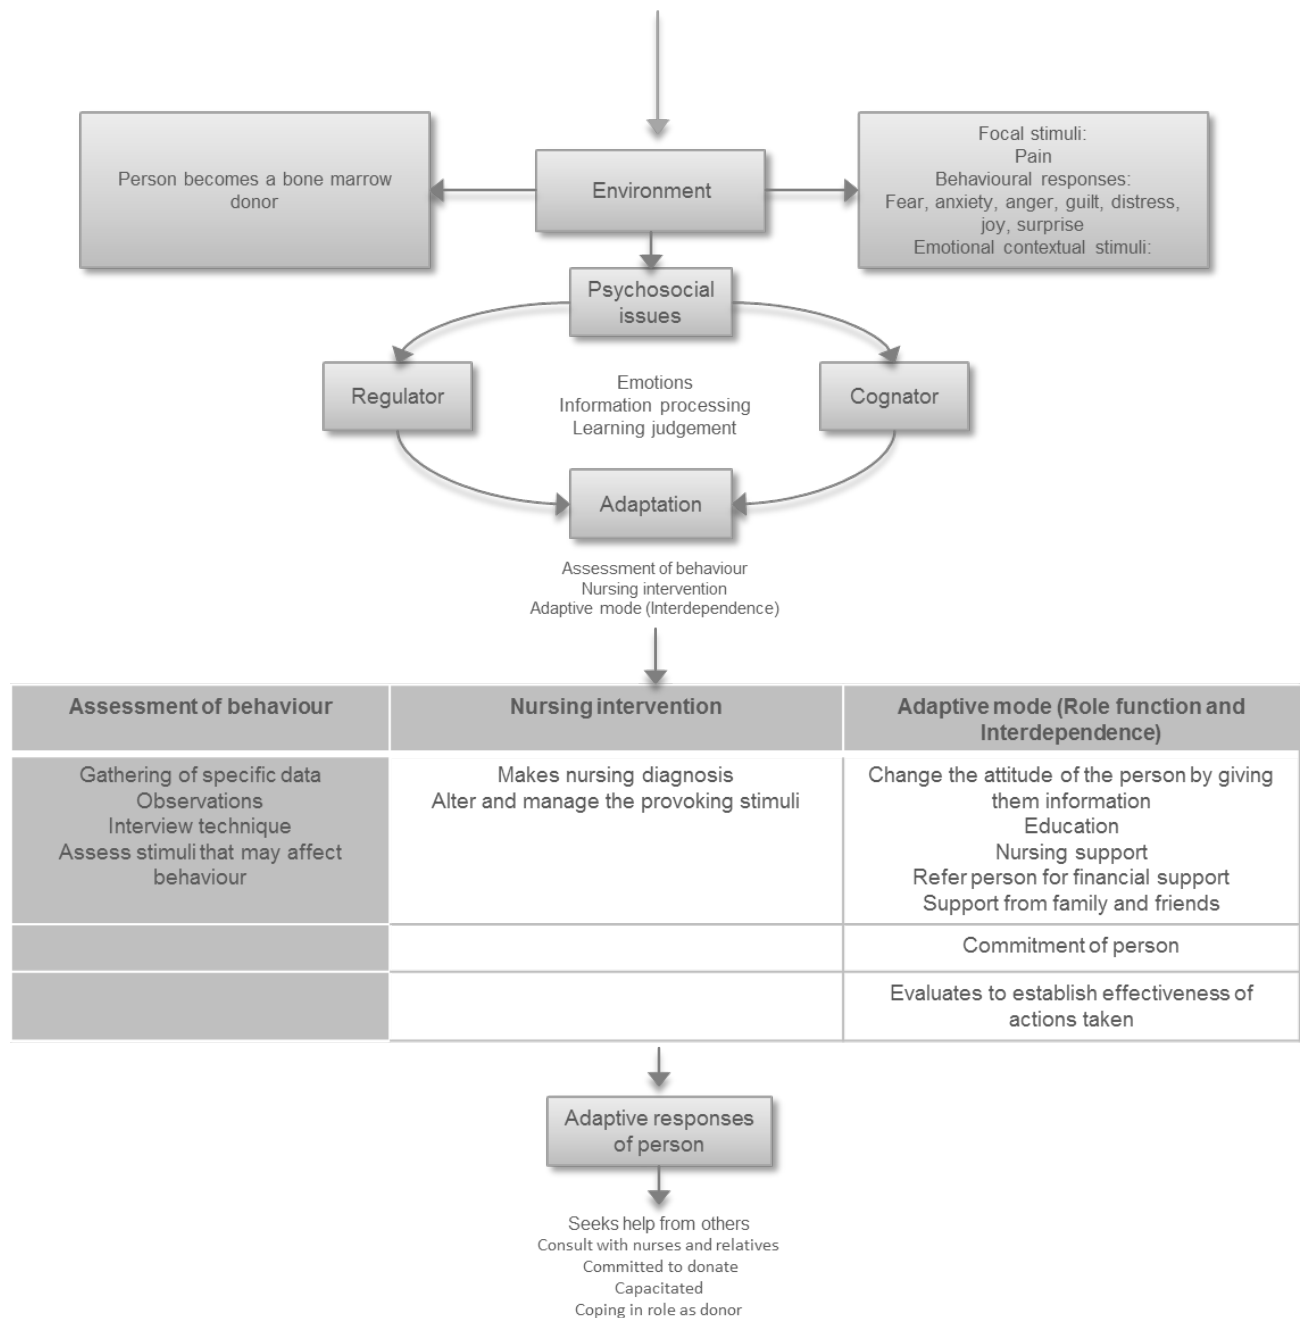 Person becomes a bone marrow
donor
Environment
Focal stimuli:
Pain
Behavioural responses:
Fear, anxiety, anger, guilt, distress,
joy, surprise
Emotional contextual stimuli:
Psychosocial
issues
Regulator
Emotions
Information processing
Learning judgement
Cognator
Adaptation
Assessment of behaviour
Nursing intervention
Adaptive mode (Interdependence)
Assessment of behaviour
Nursing intervention
Adaptive mode (Role function and
Interdependence)
Gathering of specific data
Observations
Interview technique
Assess stimuli that may affect
behaviour
Makes nursing diagnosis
Alter and manage the provoking stimuli
Change the attitude of the person by giving
them information
Education
Nursing support
Refer person for financial support
Support from family and friends
Commitment of person
Evaluates to establish effectiveness of
actions taken
Adaptive responses
of person
Seeks help from others
Consult with nurses and relatives
Committed to donate
Capacitated
Coping in role as donor